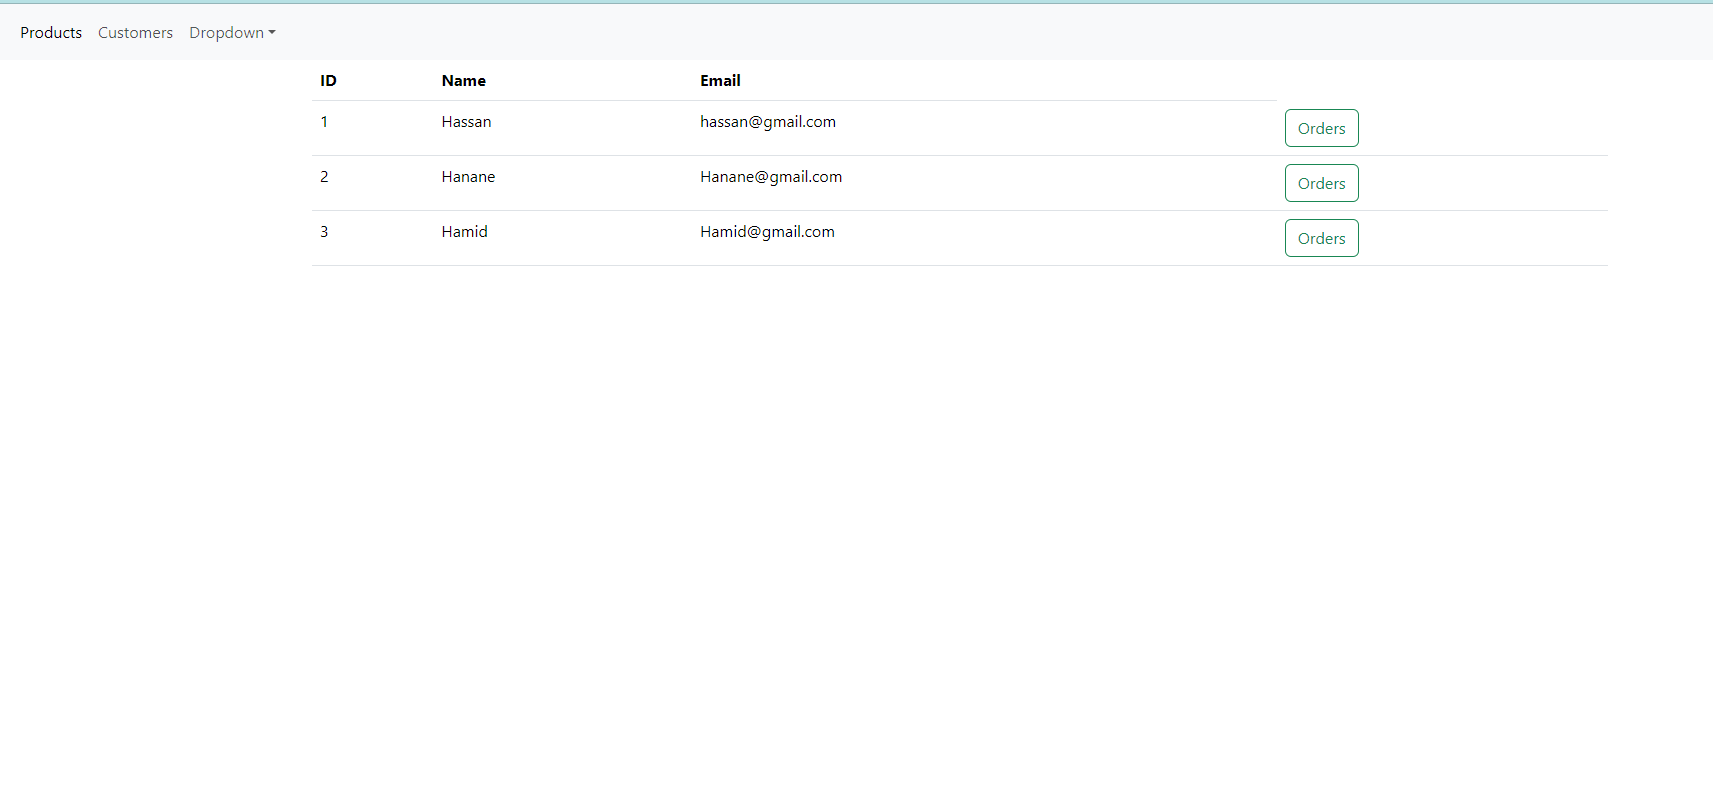 Products Customers Dropdown
ID Name Email
1 Hassan hassan@gmail.com Orders
2 Hanane Hanane@gmail.com Orders
3 Hamid Hamid@gmail.com Orders